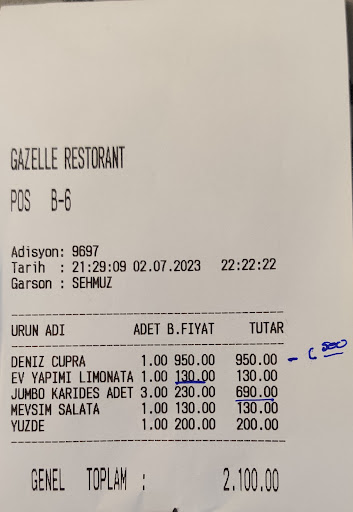 GAZELLE RESTORANT
POS B-6
Adisyon: 9697
Tarih : 21:29:09 02.07.2023 22:22:22
Garson : SEHMUZ
URUN ADI ADET B.FIYAT TUTAR
DENIZ CUPRA 1.00 950.00 950.00
EV YAPIMI LIMONATA 1.00 130.00 130.00
JUMBO KARIDES ADET 3.00 230.00 690.00
MEVSIM SALATA 1.00 130.00 130.00
YUZDE 1.00 200.00 200.00
GENEL TOPLAM : 2.100.00